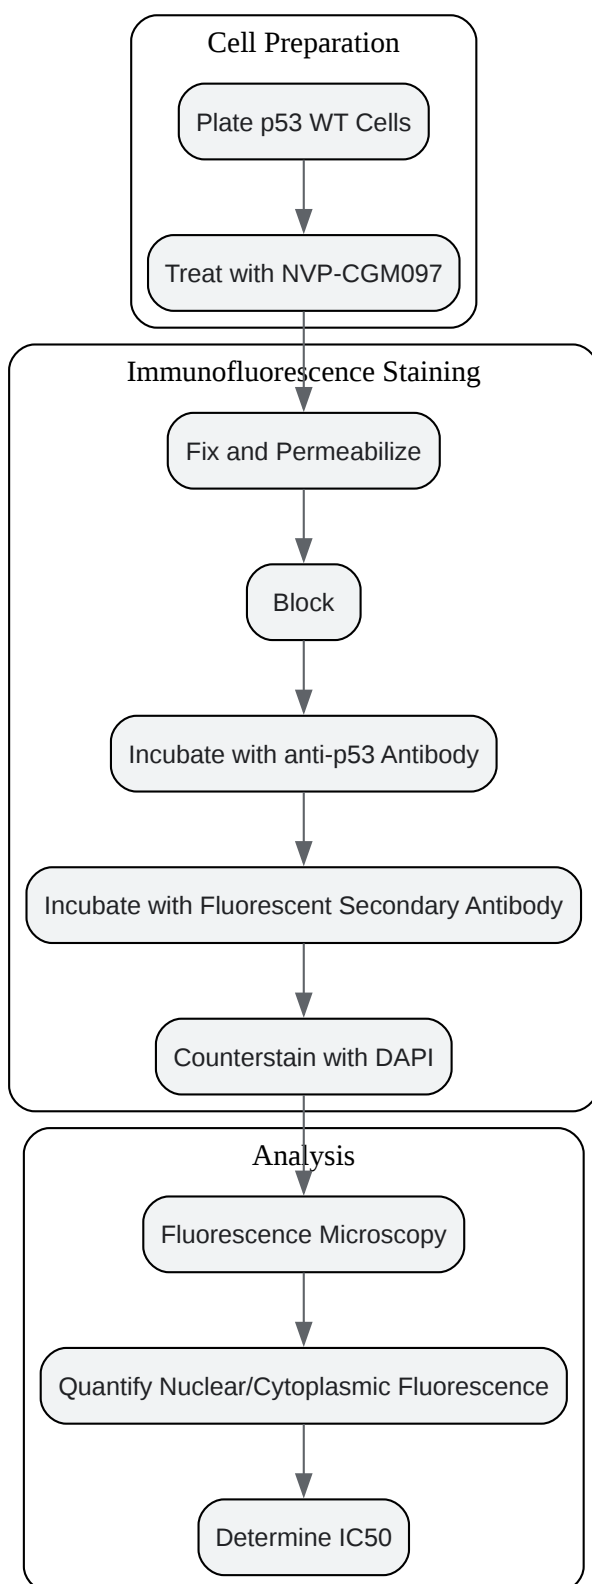 Cell Preparation
Plate p53 WT Cells
Treat with NVP-CGM097
Immunofluorescence Staining
Fix and Permeabilize
Block
Incubate with anti-p53 Antibody
Incubate with Fluorescent Secondary Antibody
Counterstain with DAPI
Analysis
Fluorescence Microscopy
Quantify Nuclear/Cytoplasmic Fluorescence
Determine IC50